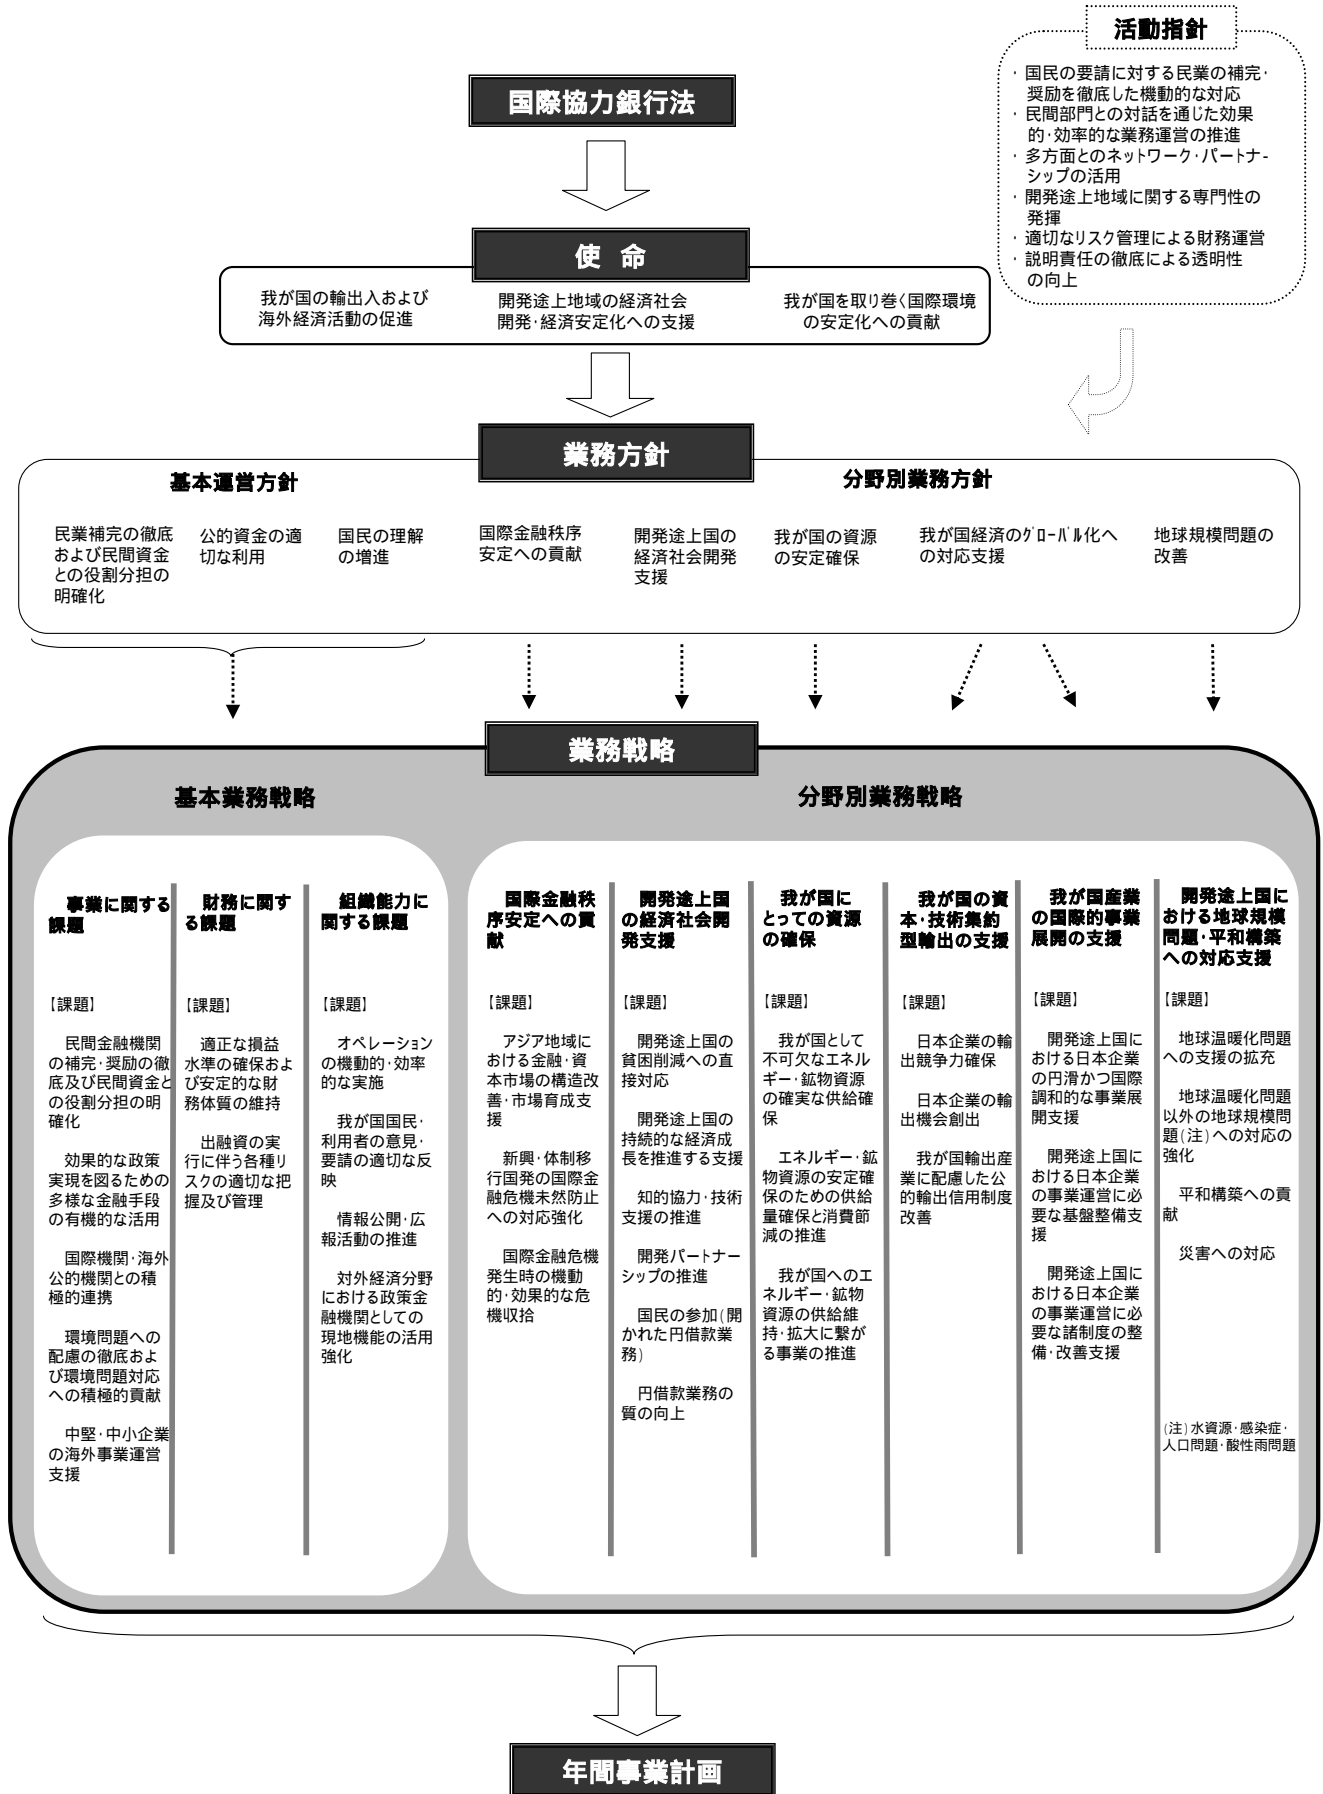 活動指針
・国民の要請に対する民業の補完・
奨励を徹底した機動的な対応
・民間部門との対話を通じた効果
的・効率的な業務運営の推進
・多方面とのネットワーク・パートナ-
シップの活用
・開発途上地域に関する専門性の
発揮
・適切なリスク管理による財務運営
・説明責任の徹底による透明性
の向上
国際協力銀行法
使 命
我が国の輸出入および
海外経済活動の促進
開発途上地域の経済社会
開発・経済安定化への支援
我が国を取り巻く国際環境
の安定化への貢献
業務方針
基本運営方針
民業補完の徹底
および民間資金
との役割分担の
明確化
公的資金の適
切な利用
国民の理解
の増進
分野別業務方針
国際金融秩序
安定への貢献
開発途上国の
経済社会開発
支援
我が国の資源
の安定確保
我が国経済のグローバル化へ
の対応支援
地球規模問題の
改善
業務戦略
基本業務戦略
事業に関する
課題
【課題】
民間金融機関
の補完・奨励の徹
底及び民間資金と
の役割分担の明
確化
効果的な政策
実現を図るための
多様な金融手段
の有機的な活用
国際機関・海外
公的機関との積
極的連携
環境問題への
配慮の徹底およ
び環境問題対応
への積極的貢献
中堅・中小企業
の海外事業運営
支援
財務に関す
る課題
【課題】
適正な損益
水準の確保およ
び安定的な財
務体質の維持
出融資の実
行に伴う各種リ
スクの適切な把
握及び管理
組織能力に
関する課題
【課題】
オペレーション
の機動的・効率
的な実施
我が国国民・
利用者の意見・
要請の適切な反
映
情報公開・広
報活動の推進
対外経済分野
における政策金
融機関としての
現地機能の活用
強化
分野別業務戦略
国際金融秩
序安定への貢
献
【課題】
アジア地域に
おける金融・資
本市場の構造改
善・市場育成支
援
新興・体制移
行国発の国際金
融危機未然防止
への対応強化
国際金融危機
発生時の機動
的・効果的な危
機収拾
開発途上国
の経済社会開
発支援
【課題】
開発途上国の
貧困削減への直
接対応
開発途上国の
持続的な経済成
長を推進する支援
知的協力・技術
支援の推進
開発パートナー
シップの推進
国民の参加(開
かれた円借款業
務)
円借款業務の
質の向上
我が国に
とっての資源
の確保
【課題】
我が国として
不可欠なエネル
ギー・鉱物資源
の確実な供給確
保
エネルギー・鉱
物資源の安定確
保のための供給
量確保と消費節
減の推進
我が国へのエ
ネルギー・鉱物
資源の供給維
持・拡大に繋が
る事業の推進
我が国の資
本・技術集約
型輸出の支援
【課題】
日本企業の輸
出競争力確保
日本企業の輸
出機会創出
我が国輸出産
業に配慮した公
的輸出信用制度
改善
我が国産業
の国際的事業
展開の支援
【課題】
開発途上国に
おける日本企業
の円滑かつ国際
調和的な事業展
開支援
開発途上国に
おける日本企業
の事業運営に必
要な基盤整備支
援
開発途上国に
おける日本企業
の事業運営に必
要な諸制度の整
備・改善支援
開発途上国に
おける地球規模
問題・平和構築
への対応支援
【課題】
地球温暖化問題
への支援の拡充
地球温暖化問題
以外の地球規模問
題(注)への対応の
強化
平和構築への貢
献
災害への対応
(注)水資源・感染症・
人口問題・酸性雨問題
年間事業計画